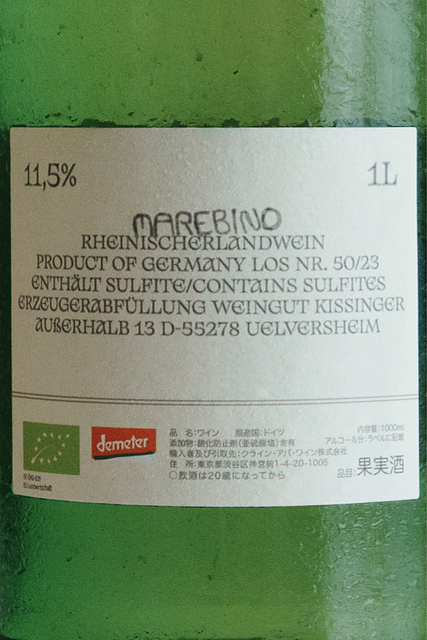 11,5%
1L
MAREBINO
RHEINISCHERLANDWEIN
PRODUCT OF GERMANY LOS NR. 50/23
ENTHÄLT SULFITE/CONTAINS SULFITES
ERZEUGERABFÜLLUNG WEINGUT KISSINGER
AUßERHALB 13 D-55278 UELVERSHEIM
demeter
品 名:ワイン 原産国:ドイツ
内容量:1000ml
添加物:酸化防止剤(亜硫酸塩)含有
アルコール分:ラベルに記載
輸入者及び引取先:クライン・アバ・ワイン株式会社
住 所:東京都渋谷区神宮前1-4-20-1005
品目:果実酒
○飲酒は20歳になってから